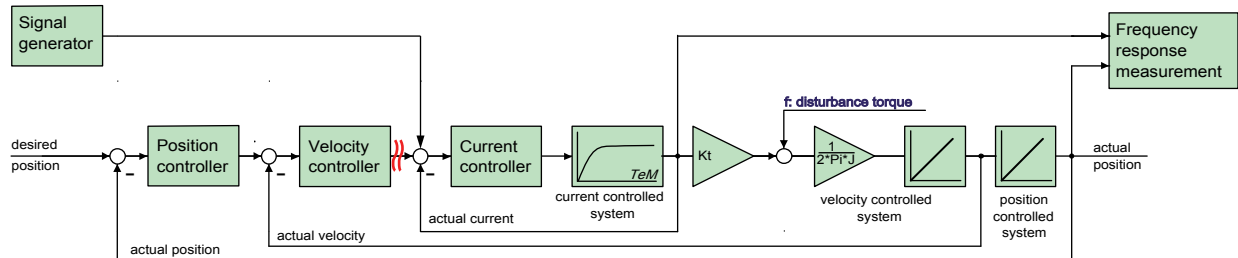 Signal
generator
Frequency
response
measurement
f: disturbance torque
desired
position
Position
controller
Velocity
controller
Current
controller
TeM
current controlled
system
Kt
1
2*Pi*J
velocity controlled
system
position
controlled
system
actual
position
-
-
-
actual current
actual velocity
actual position